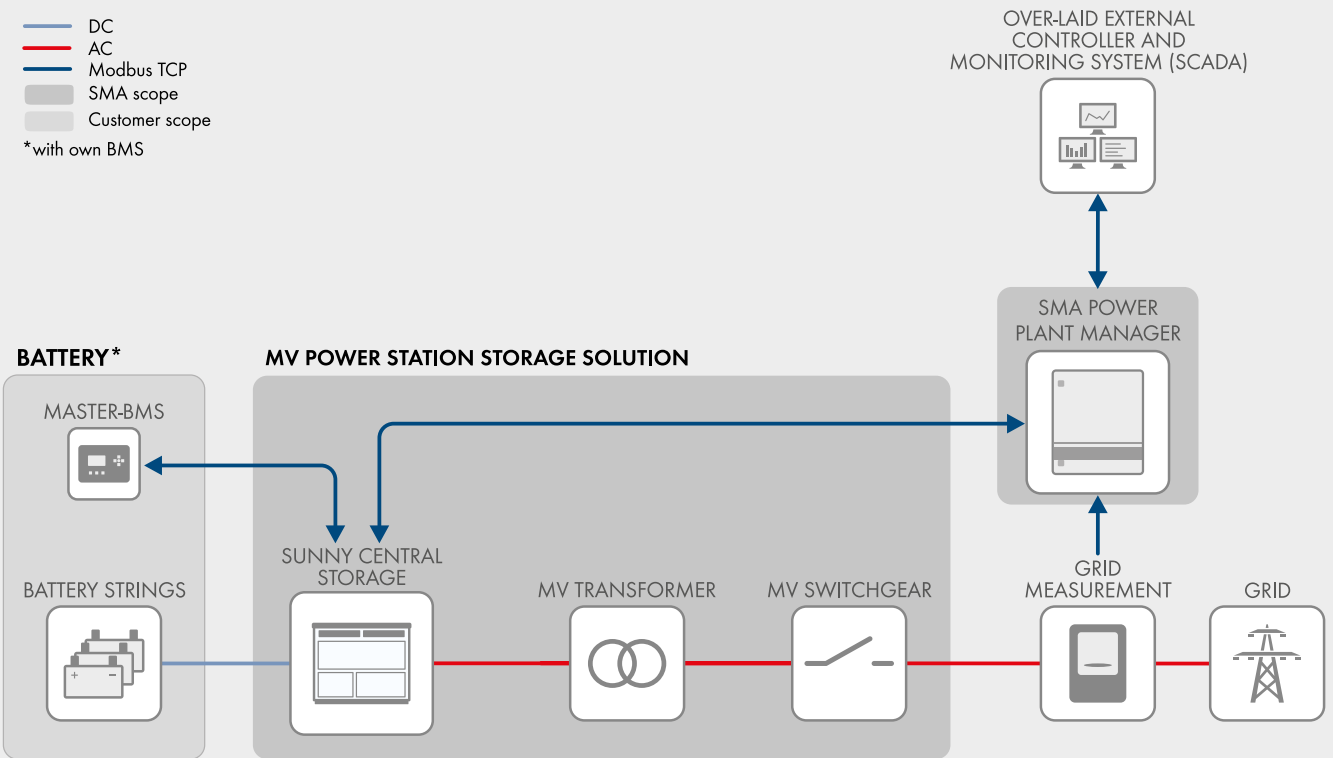 DC
AC
Modbus TCP
SMA scope
Customer scope
*with own BMS
OVER-LAID EXTERNAL
CONTROLLER AND
MONITORING SYSTEM (SCADA)
SMA POWER
PLANT MANAGER
BATTERY*
MV POWER STATION STORAGE SOLUTION
MASTER-BMS
SUNNY CENTRAL
STORAGE
BATTERY STRINGS
MV TRANSFORMER
MV SWITCHGEAR
GRID
MEASUREMENT
GRID